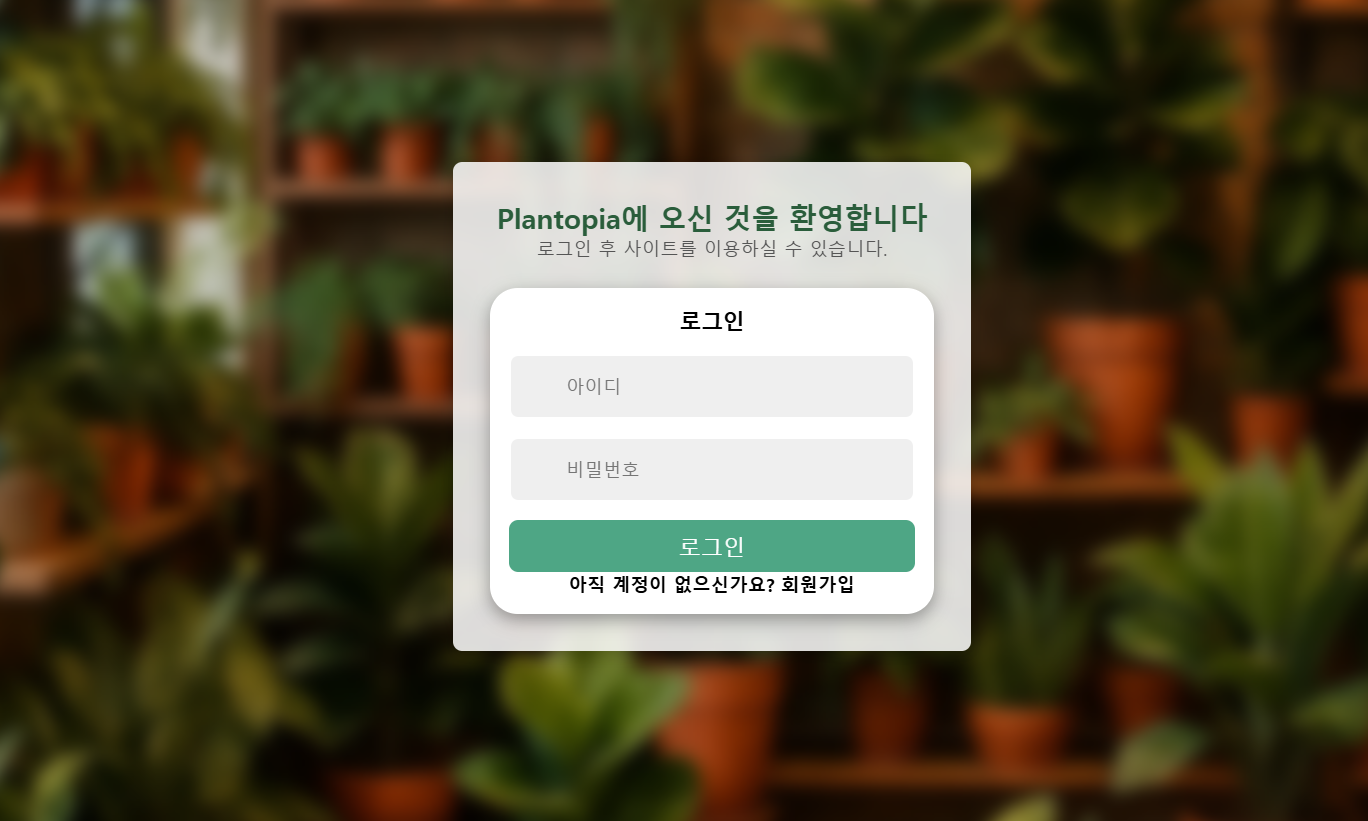 Plantopia에 오신 것을 환영합니다
로그인 후 사이트를 이용하실 수 있습니다.
로그인
아이디
비밀번호
로그인
아직 계정이 없으신가요? 회원가입